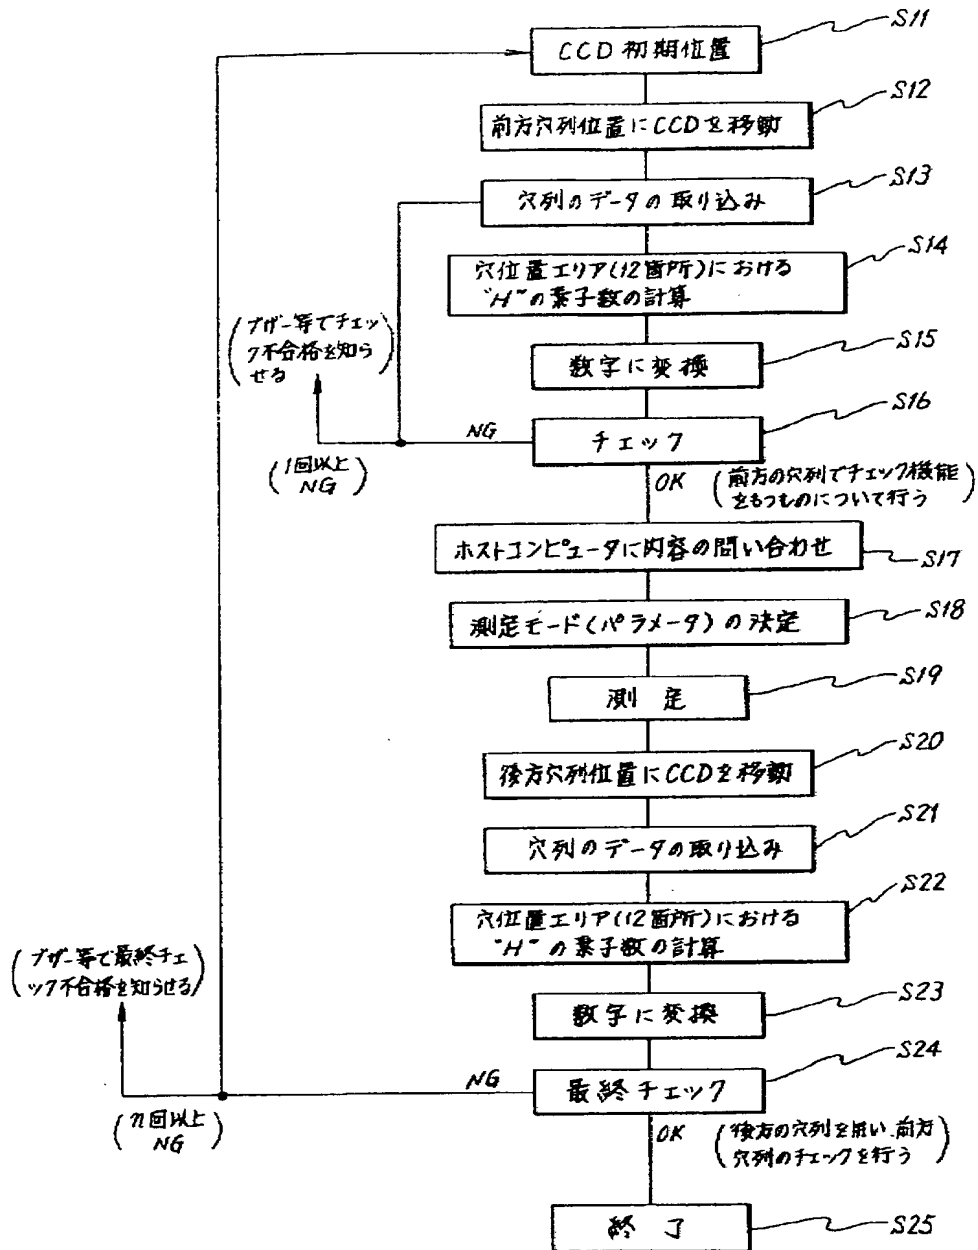 S11
CCD初期位置
S12
前方穴列位置にCCDを移動
S13
穴列のデータの取り込み
S14
穴位置エリア(12箇所)における
"H"の素子数の計算
(ブザー等でチェッ
ク不合格を知ら
せる)
S15
数字に変換
S16
チェック
NG
(1回以上
NG)
OK
(前方の穴列でチェック機能
をもつものについて行う)
ホストコンピュータに内容の問い合わせ
S17
測定モード(パラメータ)の決定
S18
S19
測定
S20
後方穴列位置にCCDを移動
S21
穴列のデータの取り込み
S22
穴位置エリア(12箇所)における
"H"の素子数の計算
(ブザー等で最終チェ
ック不合格を知らせる)
S23
数字に変換
S24
最終チェック
NG
(n回以上
NG)
OK
(後方の穴列を用い、前方
穴列のチェックを行う)
終了
S25